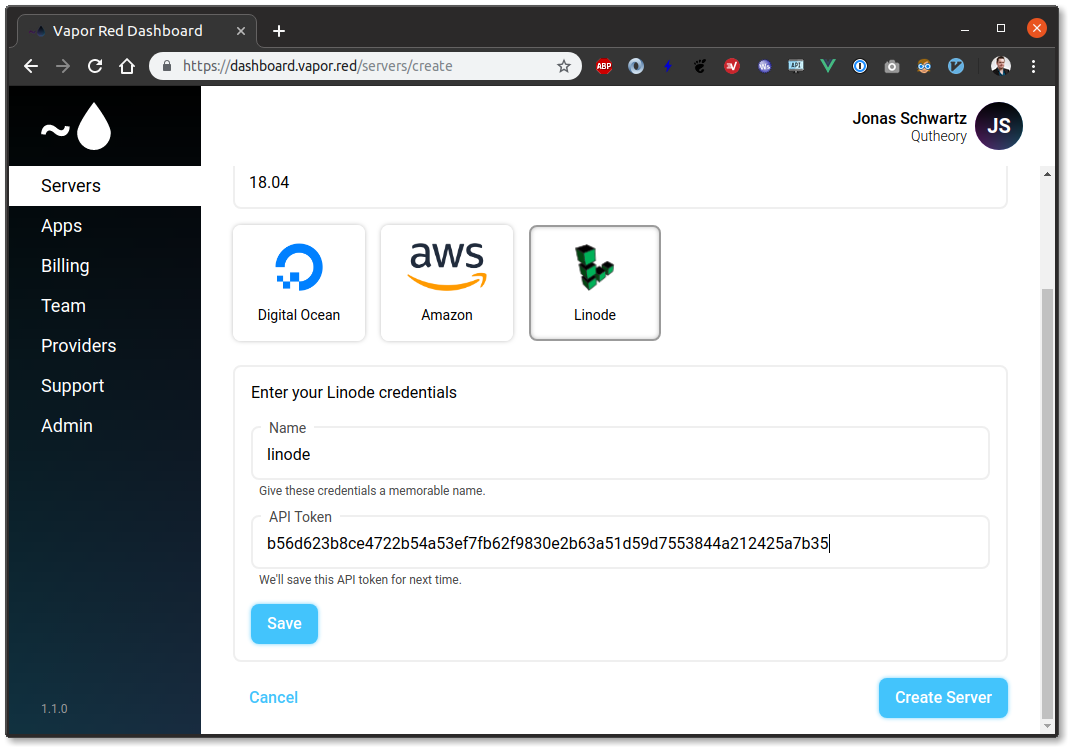 Vapor Red Dashboard
https://dashboard.vapor.red/servers/create
ABP
API
Jonas Schwartz
Qutheory
JS
Servers
Apps
Billing
Team
Providers
Support
Admin
1.1.0
18.04
aws
Digital Ocean
Amazon
Linode
Enter your Linode credentials
Name
linode
Give these credentials a memorable name.
API Token
b56d623b8ce4722b54a53ef7fb62f9830e2b63a51d59d7553844a212425a7b35
We'll save this API token for next time.
Save
Cancel
Create Server